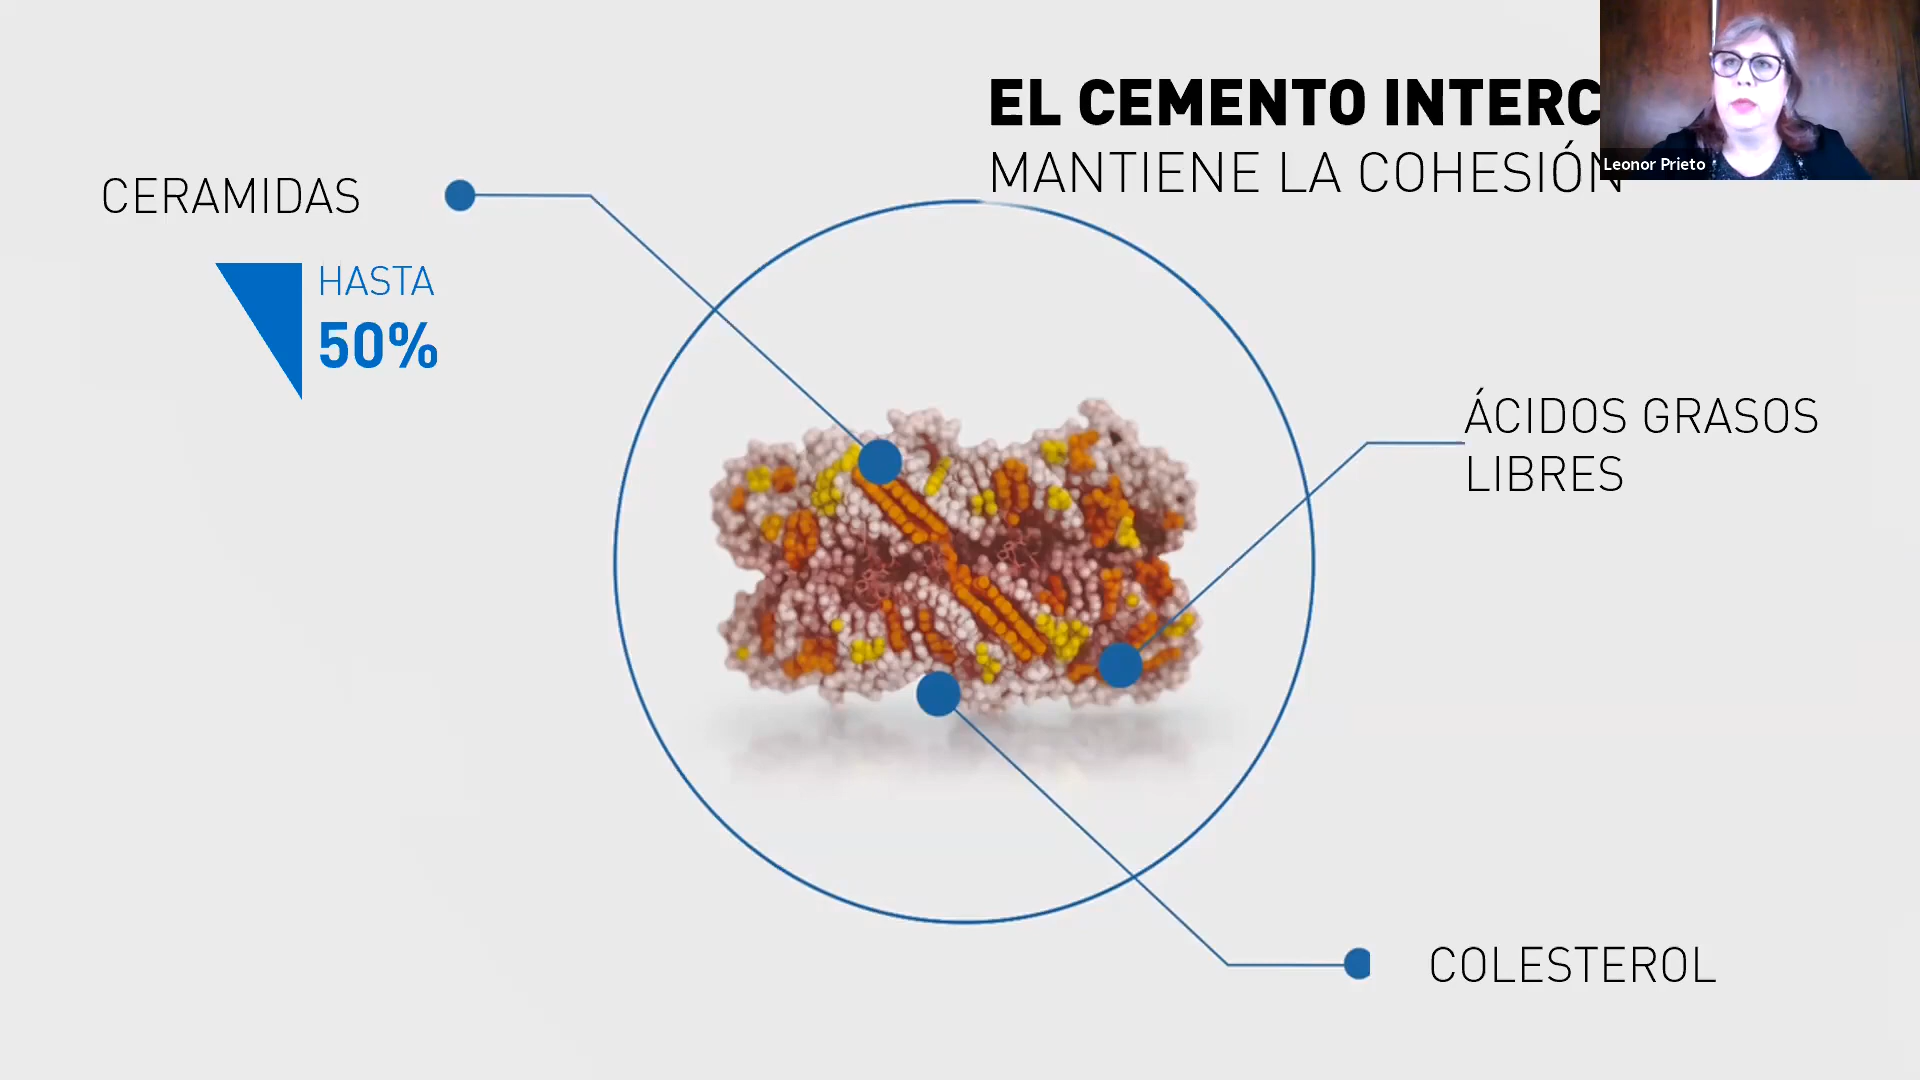 EL CEMENTO INTERC
MANTIENE LA COHESIÓN
Leonor Prieto
CERAMIDAS
HASTA
50%
ÁCIDOS GRASOS
LIBRES
COLESTEROL